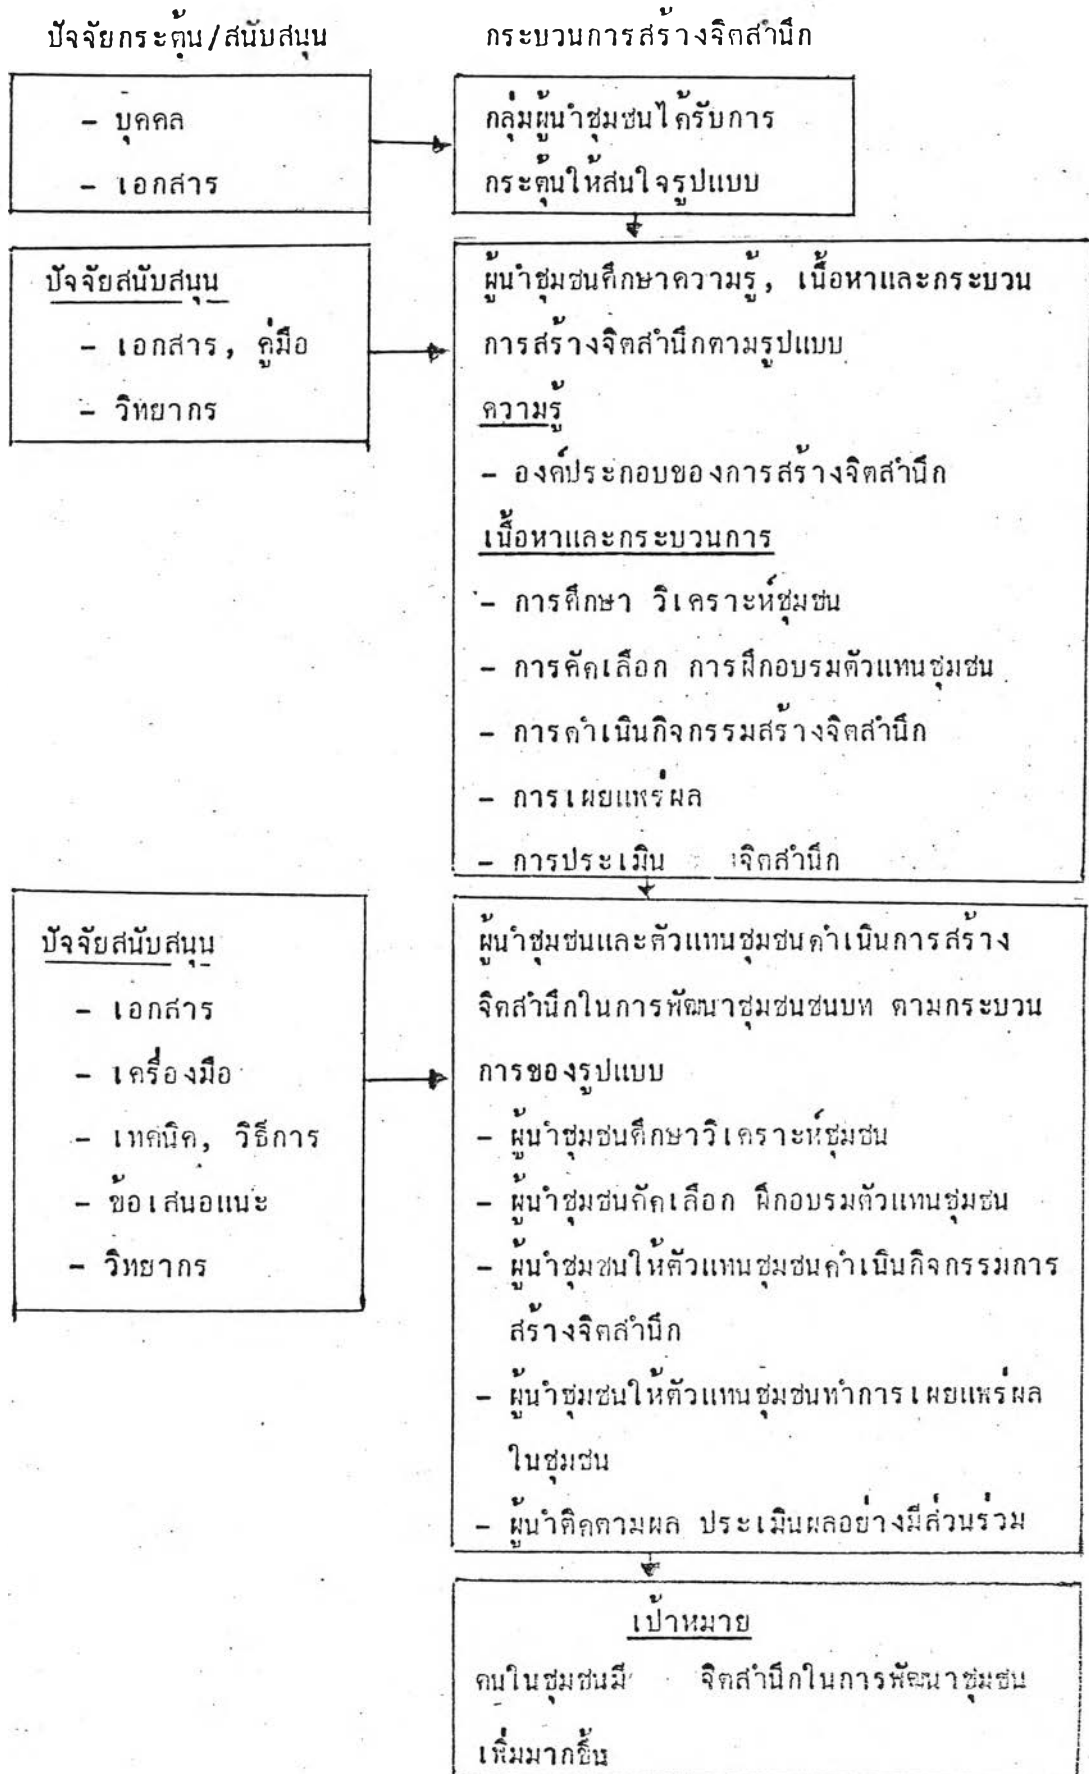 ปัจจัยกระตุ้น/สนับสนุน
กระบวนการสร้างจิตสำนึก
- บุคคล
- เอกสาร
กลุ่มผู้นำชุมชนได้รับการ
กระตุ้นให้สนใจรูปแบบ
ปัจจัยสนับสนุน
- เอกสาร, คู่มือ
- วิทยากร
ผู้นำชุมชนศึกษาความรู้, เนื้อหาและกระบวน
การสร้างจิตสำนึกตามรูปแบบ
ความรู้
- องค์ประกอบของการสร้างจิตสำนึก
เนื้อหาและกระบวนการ
- การศึกษา วิเคราะห์ชุมชน
- การคัดเลือก การฝึกอบรมตัวแทนชุมชน
- การดำเนินกิจกรรมสร้างจิตสำนึก
- การเผยแพร่ผล
- การประเมิน จิตสำนึก
ปัจจัยสนับสนุน
- เอกสาร
- เครื่องมือ
- เทคนิค, วิธีการ
- ข้อเสนอแนะ
- วิทยากร
ผู้นำชุมชนและตัวแทนชุมชนดำเนินการสร้าง
จิตสำนึกในการพัฒนาชุมชนชนบท ตามกระบวน
การของรูปแบบ
- ผู้นำชุมชนศึกษาวิเคราะห์ชุมชน
- ผู้นำชุมชนคัดเลือก ฝึกอบรมตัวแทนชุมชน
- ผู้นำชุมชนให้ตัวแทนชุมชนดำเนินกิจกรรมการ
สร้างจิตสำนึก
- ผู้นำชุมชนให้ตัวแทนชุมชนทำการเผยแพร่ผล
ในชุมชน
- ผู้นำติดตามผล ประเมินผลอย่างมีส่วนร่วม
เป้าหมาย
คนในชุมชนมี จิตสำนึกในการพัฒนาชุมชน
เพิ่มมากขึ้น